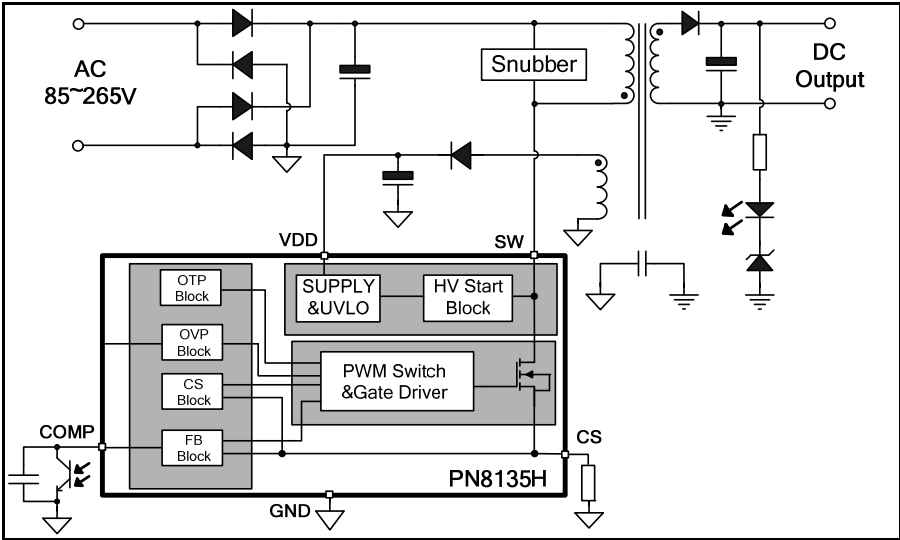 AC
85~265V
Snubber
DC
Output
VDD
SW
OTP
Block
SUPPLY
&UVLO
HV Start
Block
OVP
Block
PWM Switch
&Gate Driver
CS
Block
COMP
FB
Block
CS
PN8135H
GND